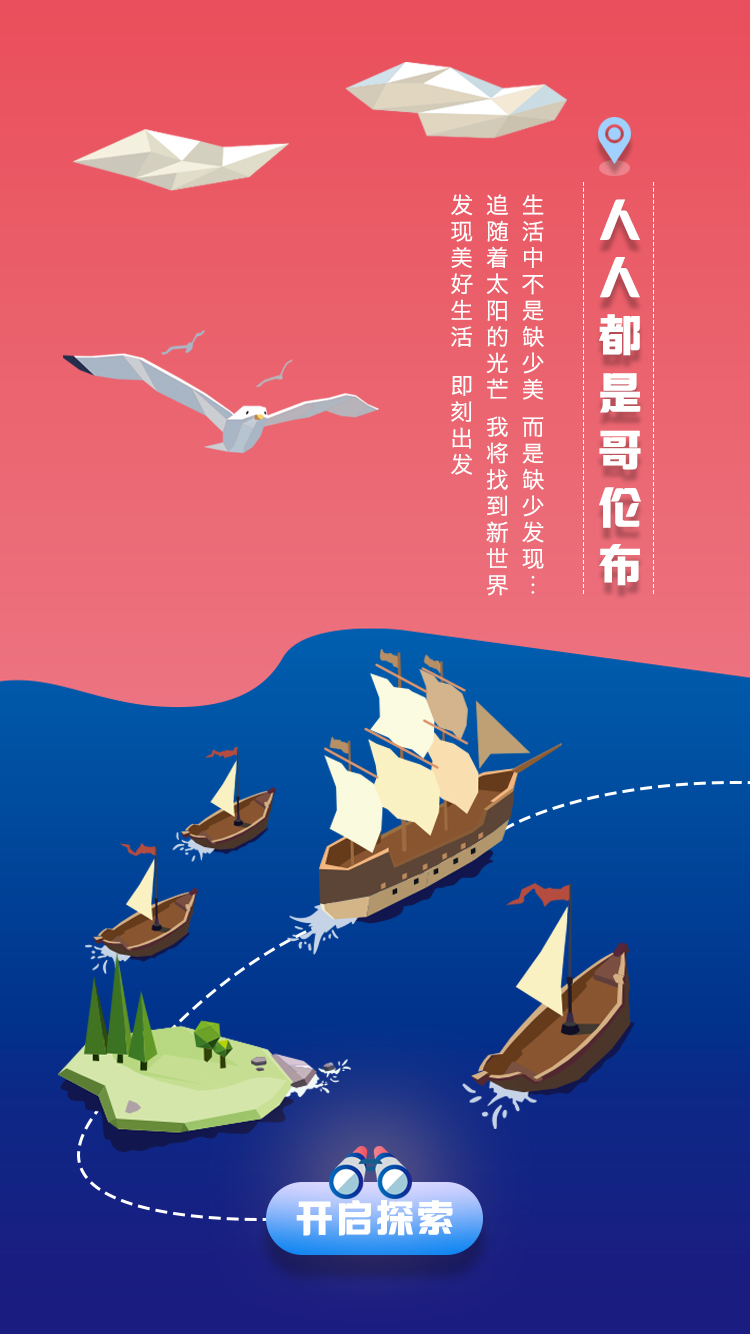 人人都是哥伦布
生活中不是缺少美 而是缺少发现…
追随着太阳的光芒 我将找到新世界
发现美好生活 即刻出发
开启探索